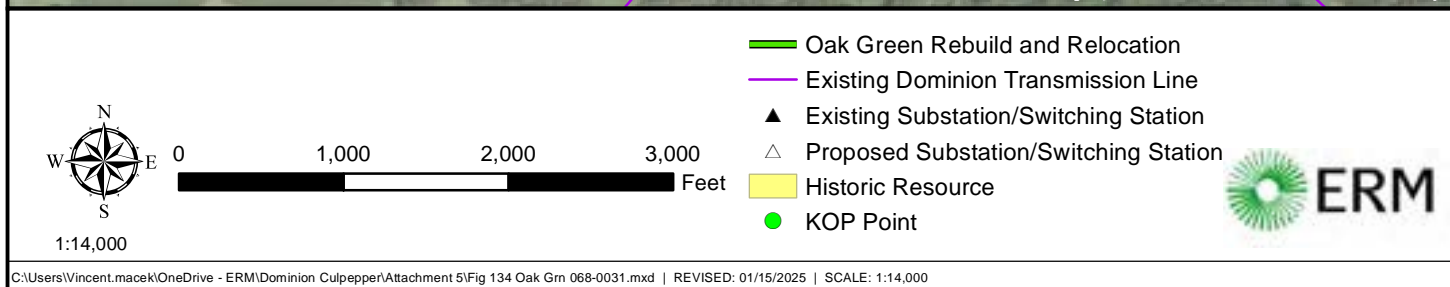 Oak Green Rebuild and Relocation
Existing Dominion Transmission Line
Existing Substation/Switching Station
Proposed Substation/Switching Station
Historic Resource
KOP Point
N
W E
S
0 1,000 2,000 3,000
Feet
1:14,000
ERM
C:\Users\Vincent.macek\OneDrive - ERM\Dominion Culpepper\Attachment 5\Fig 134 Oak Grn 068-0031.mxd | REVISED: 01/15/2025 | SCALE: 1:14,000